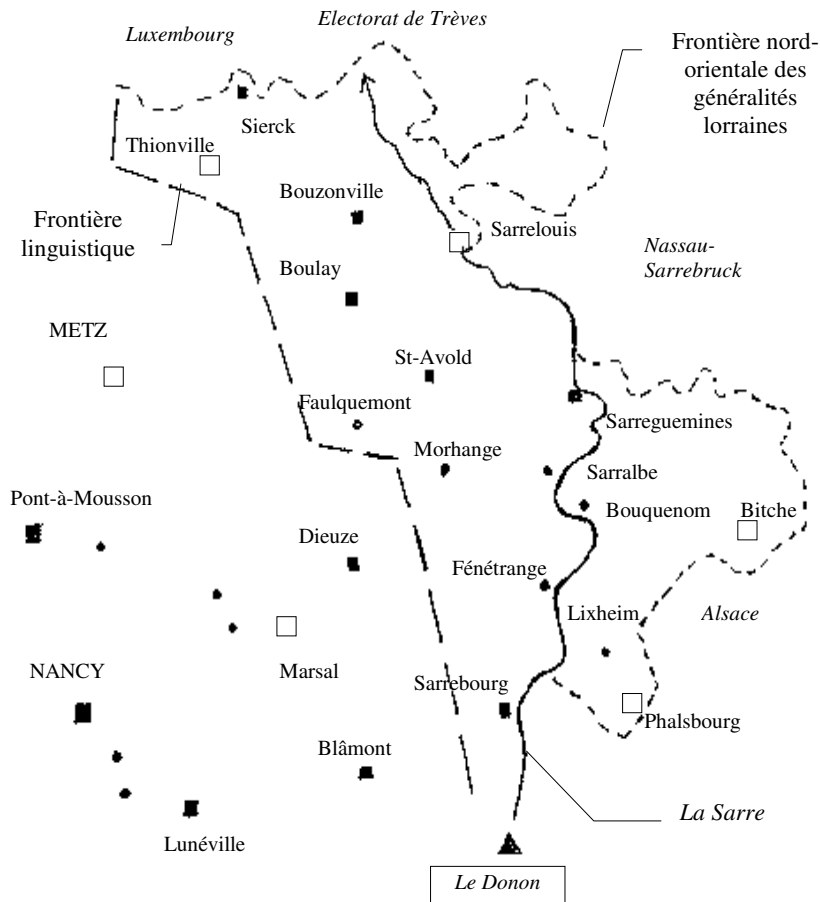 Electorat de Trèves
Luxembourg
Frontière nord-
orientale des
généralités
lorraines
Sierck
Thionville
Bouzonville
Frontière
linguistique
Sarrelouis
Nassau-
Sarrebruck
Boulay
METZ
St-Avold
Faulquemont
Sarreguemines
Morhange
Sarralbe
Pont-à-Mousson
Bouquenom
Bitche
Dieuze
Fénétrange
Lixheim
Alsace
NANCY
Marsal
Sarrebourg
Phalsbourg
Blâmont
La Sarre
Lunéville
Le Donon